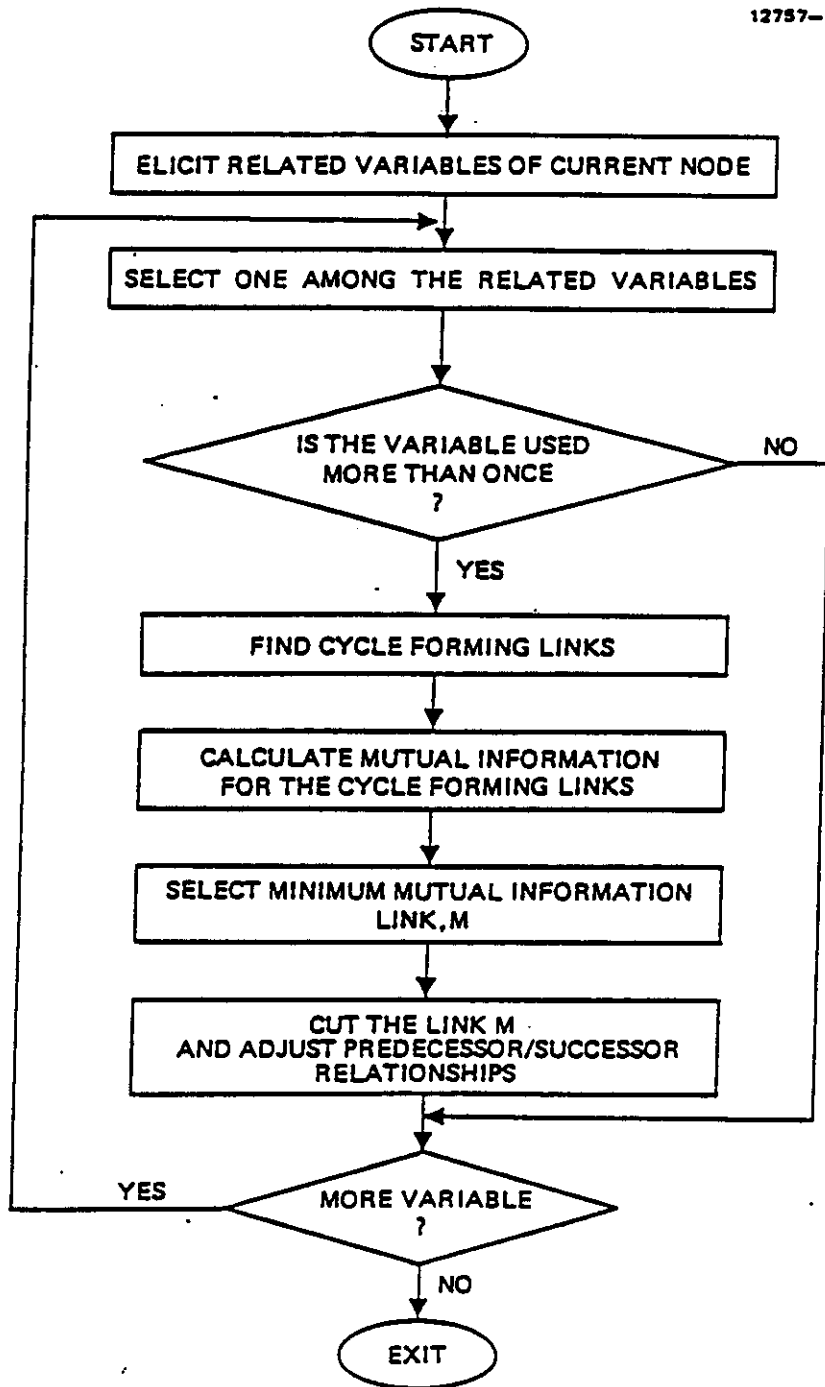 12757-
START
ELICIT RELATED VARIABLES OF CURRENT NODE
SELECT ONE AMONG THE RELATED VARIABLES
IS THE VARIABLE USED
MORE THAN ONCE
?
NO
YES
FIND CYCLE FORMING LINKS
CALCULATE MUTUAL INFORMATION
FOR THE CYCLE FORMING LINKS
SELECT MINIMUM MUTUAL INFORMATION
LINK, M
CUT THE LINK M
AND ADJUST PREDECESSOR/SUCCESSOR
RELATIONSHIPS
YES
MORE VARIABLE
?
NO
EXIT